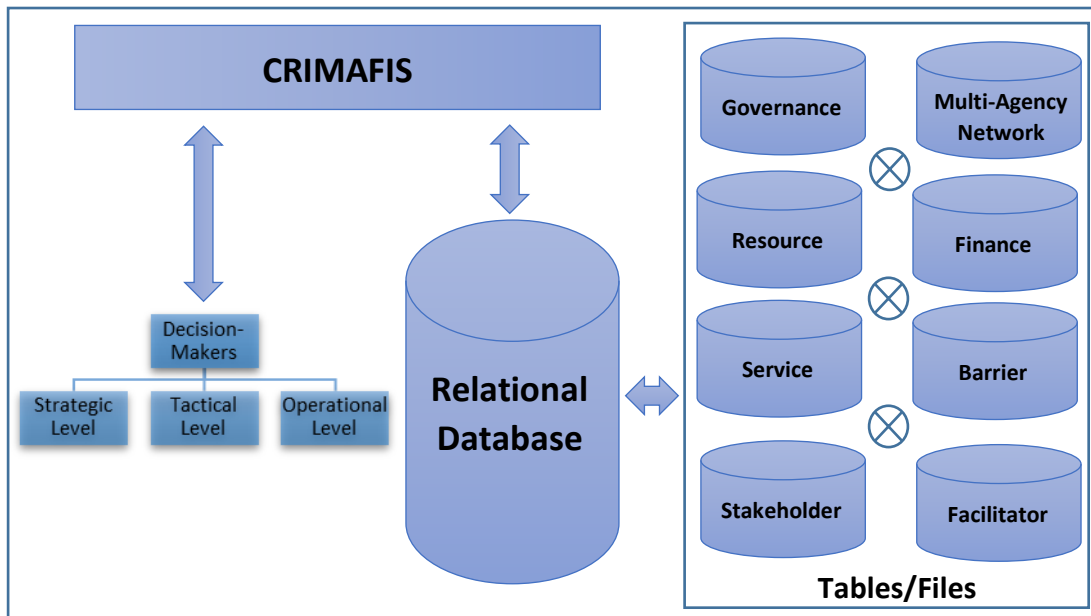 CRIMAFIS
Governance
Multi-Agency
Network
Resource
Finance
Decision-
Makers
Strategic
Level
Tactical
Level
Operational
Level
Relational
Database
Service
Barrier
Stakeholder
Facilitator
Tables/Files